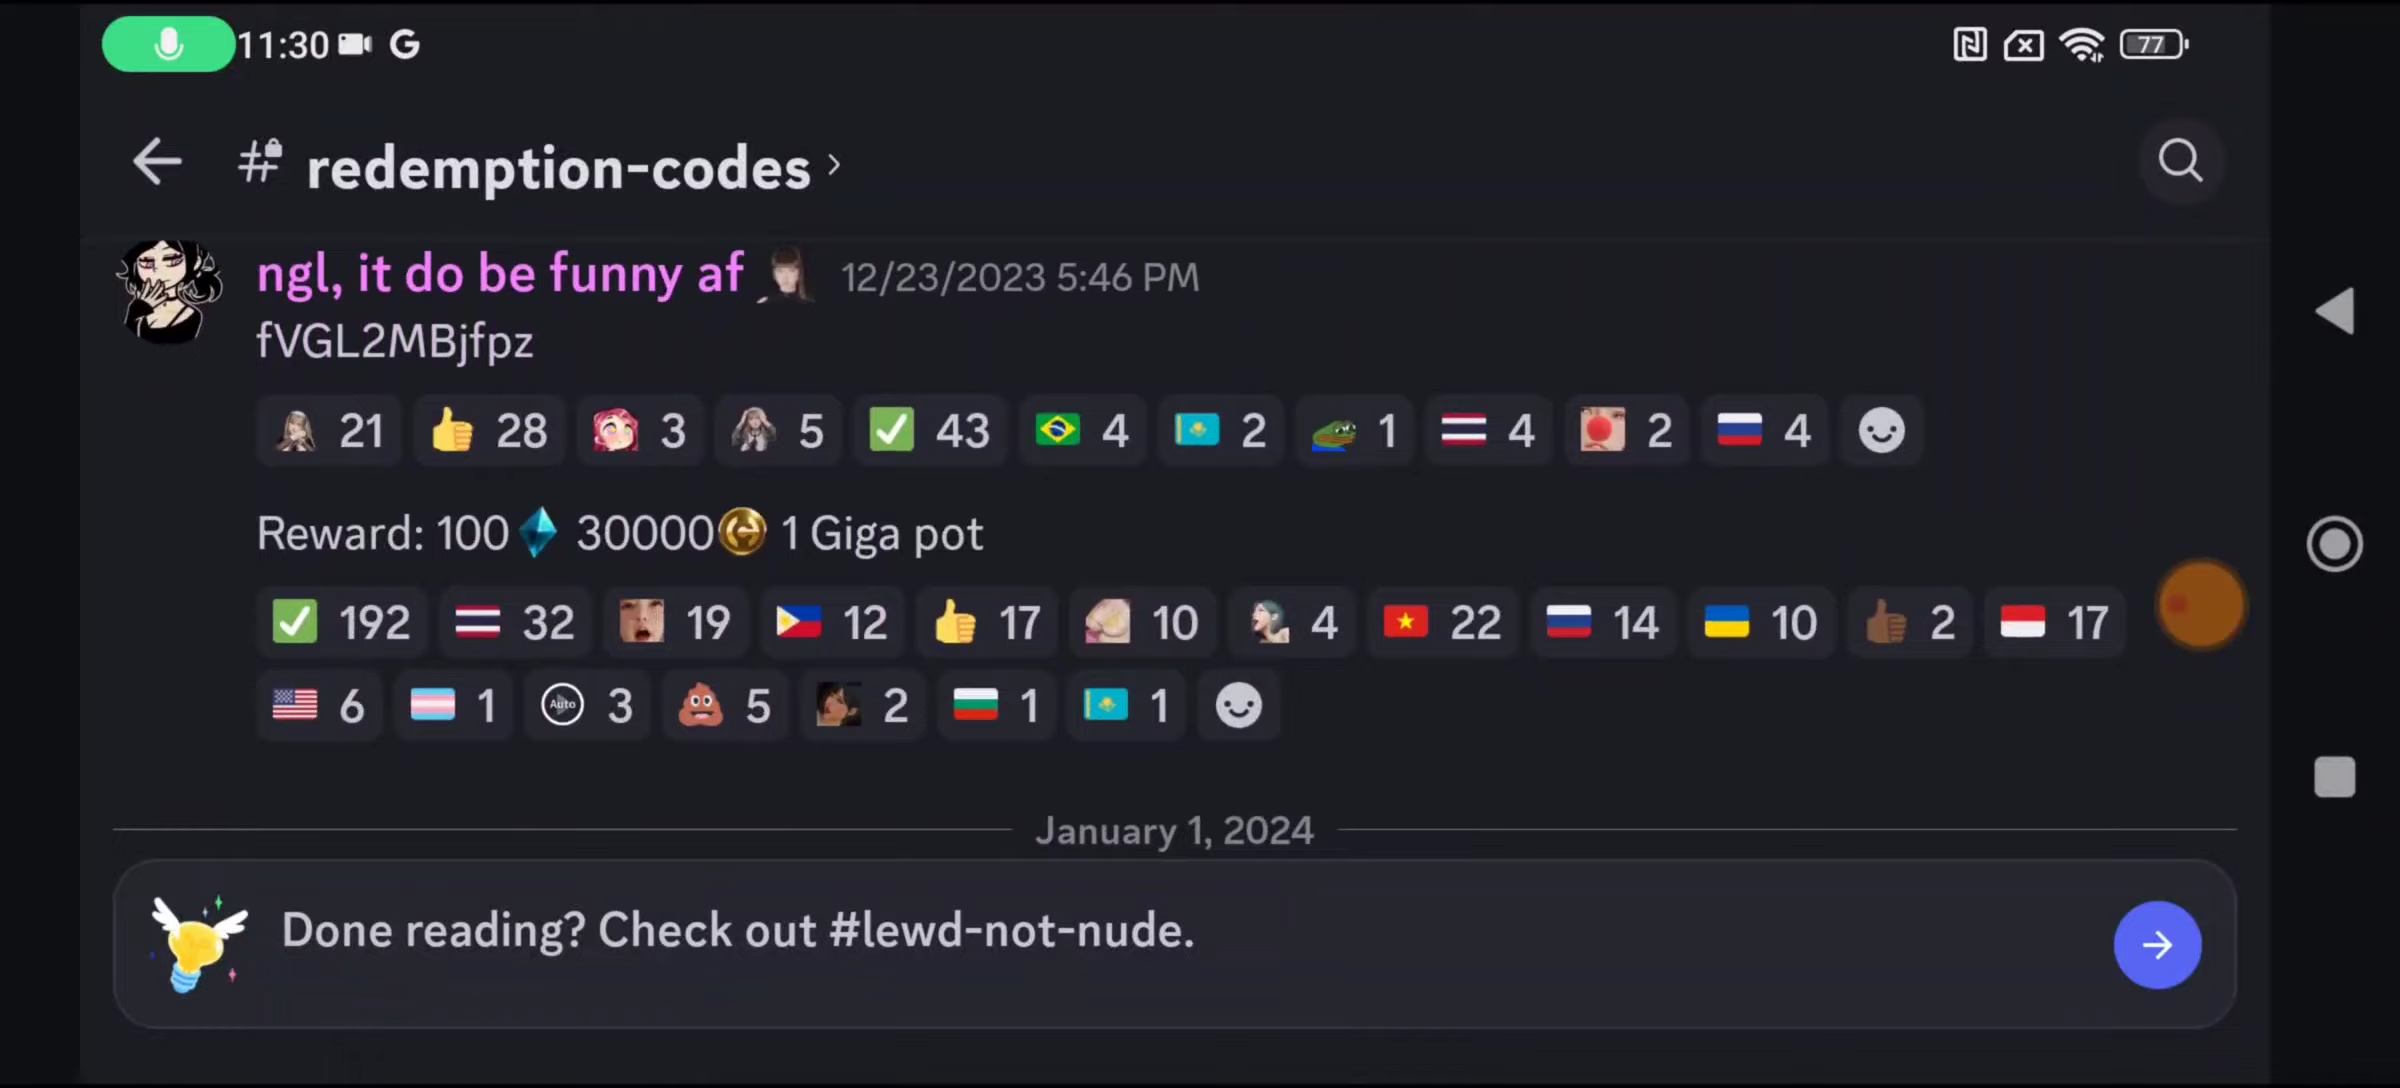 11:30 G 77
# redemption-codes
ngl, it do be funny af 12/23/2023 5:46 PM
fVGL2MBjfpz
21 28 3 5 43 4 2 1 4 2 4
Reward: 100 30000 1 Giga pot
192 32 19 12 17 10 4 22 14 10 2 17
6 1 Auto 3 5 2 1 1
January 1, 2024
Done reading? Check out #lewd-not-nude.